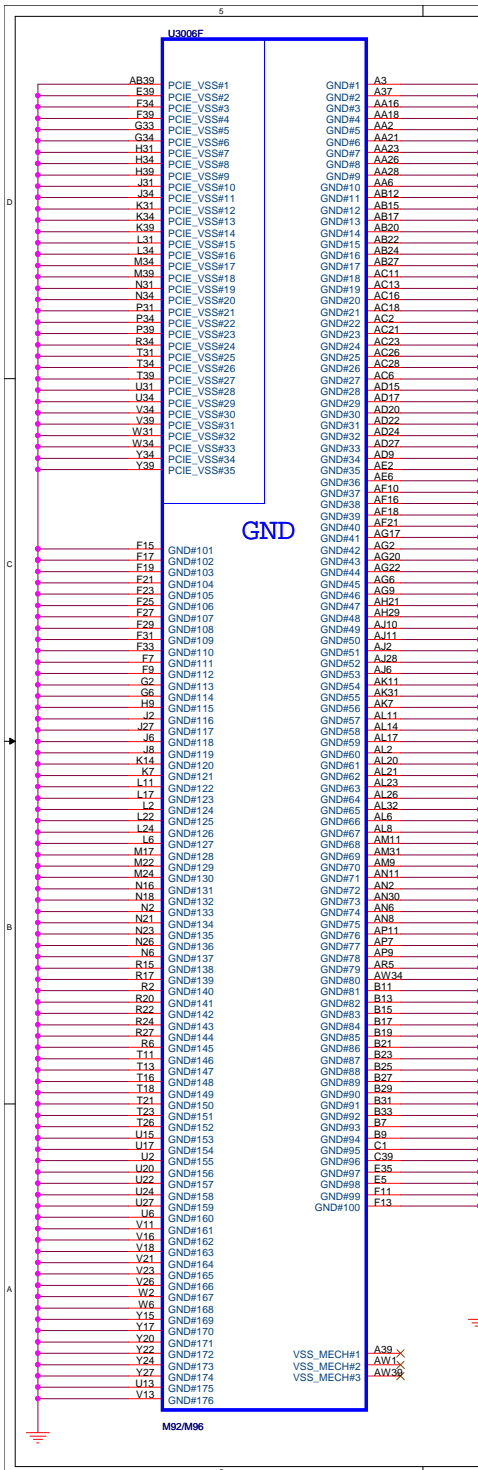 5
U3006F
AB39 PCIE_VSS#1 GND#1 A3
E39 PCIE_VSS#2 GND#2 A37
F34 PCIE_VSS#3 GND#3 AA16
F39 PCIE_VSS#4 GND#4 AA18
G33 PCIE_VSS#5 GND#5 AA2
G34 PCIE_VSS#6 GND#6 AA21
H31 PCIE_VSS#7 GND#7 AA23
H34 PCIE_VSS#8 GND#8 AA26
H39 PCIE_VSS#9 GND#9 AA28
J31 PCIE_VSS#10 GND#10 AA6
D J34 PCIE_VSS#11 GND#11 AB12
K31 PCIE_VSS#12 GND#12 AB15
K34 PCIE_VSS#13 GND#13 AB17
K39 PCIE_VSS#14 GND#14 AB20
L31 PCIE_VSS#15 GND#15 AB22
L34 PCIE_VSS#16 GND#16 AB24
M34 PCIE_VSS#17 GND#17 AB27
M39 PCIE_VSS#18 GND#18 AC11
N31 PCIE_VSS#19 GND#19 AC13
N34 PCIE_VSS#20 GND#20 AC16
P31 PCIE_VSS#21 GND#21 AC18
P34 PCIE_VSS#22 GND#22 AC2
P39 PCIE_VSS#23 GND#23 AC21
R34 PCIE_VSS#24 GND#24 AC23
T31 PCIE_VSS#25 GND#25 AC26
T34 PCIE_VSS#26 GND#26 AC28
T39 PCIE_VSS#27 GND#27 AC6
U31 PCIE_VSS#28 GND#28 AD15
U34 PCIE_VSS#29 GND#29 AD17
V34 PCIE_VSS#30 GND#30 AD20
V39 PCIE_VSS#31 GND#31 AD22
W31 PCIE_VSS#32 GND#32 AD24
W34 PCIE_VSS#33 GND#33 AD27
Y34 PCIE_VSS#34 GND#34 AD9
Y39 PCIE_VSS#35 GND#35 AE2
GND#36 AE6
GND#37 AF10
GND#38 AF16
GND#39 AF18
GND
GND#40 AF21
GND#41 AG17
F15 GND#101 GND#42 AG2
F17 GND#102 GND#43 AG20
C F19 GND#103 GND#44 AG22
F21 GND#104 GND#45 AG6
F23 GND#105 GND#46 AG9
F25 GND#106 GND#47 AH21
F27 GND#107 GND#48 AH29
F29 GND#108 GND#49 AJ10
F31 GND#109 GND#50 AJ11
F33 GND#110 GND#51 AJ2
F7 GND#111 GND#52 AJ28
F9 GND#112 GND#53 AJ6
G2 GND#113 GND#54 AK11
G6 GND#114 GND#55 AK31
H9 GND#115 GND#56 AK7
J2 GND#116 GND#57 AL11
J27 GND#117 GND#58 AL14
J6 GND#118 GND#59 AL17
J8 GND#119 GND#60 AL2
K14 GND#120 GND#61 AL20
K7 GND#121 GND#62 AL21
L11 GND#122 GND#63 AL23
L17 GND#123 GND#64 AL26
L2 GND#124 GND#65 AL32
L22 GND#125 GND#66 AL6
L24 GND#126 GND#67 AL8
L6 GND#127 GND#68 AM11
M17 GND#128 GND#69 AM31
M22 GND#129 GND#70 AM9
M24 GND#130 GND#71 AN11
N16 GND#131 GND#72 AN2
N18 GND#132 GND#73 AN30
N2 GND#133 GND#74 AN6
B N21 GND#134 GND#75 AN8
N23 GND#135 GND#76 AP11
N26 GND#136 GND#77 AP7
N6 GND#137 GND#78 AP9
R15 GND#138 GND#79 AR5
R17 GND#139 GND#80 AW34
R2 GND#140 GND#81 B11
R20 GND#141 GND#82 B13
R22 GND#142 GND#83 B15
R24 GND#143 GND#84 B17
R27 GND#144 GND#85 B19
R6 GND#145 GND#86 B21
T11 GND#146 GND#87 B23
T13 GND#147 GND#88 B25
T16 GND#148 GND#89 B27
T18 GND#149 GND#90 B29
T21 GND#150 GND#91 B31
T23 GND#151 GND#92 B33
T26 GND#152 GND#93 B7
U15 GND#153 GND#94 B9
U17 GND#154 GND#95 C1
U2 GND#155 GND#96 C39
U20 GND#156 GND#97 E35
U22 GND#157 GND#98 E5
U24 GND#158 GND#99 F11
U27 GND#159 GND#100 F13
U6 GND#160
V11 GND#161
V16 GND#162
V18 GND#163
V21 GND#164
V23 GND#165
A V26 GND#166
W2 GND#167
W6 GND#168
Y15 GND#169
Y17 GND#170
Y20 GND#171
Y22 GND#172 VSS_MECH#1 A39
Y24 GND#173 VSS_MECH#2 AW1
Y27 GND#174 VSS_MECH#3 AW39
U13 GND#175
V13 GND#176
M92/M96